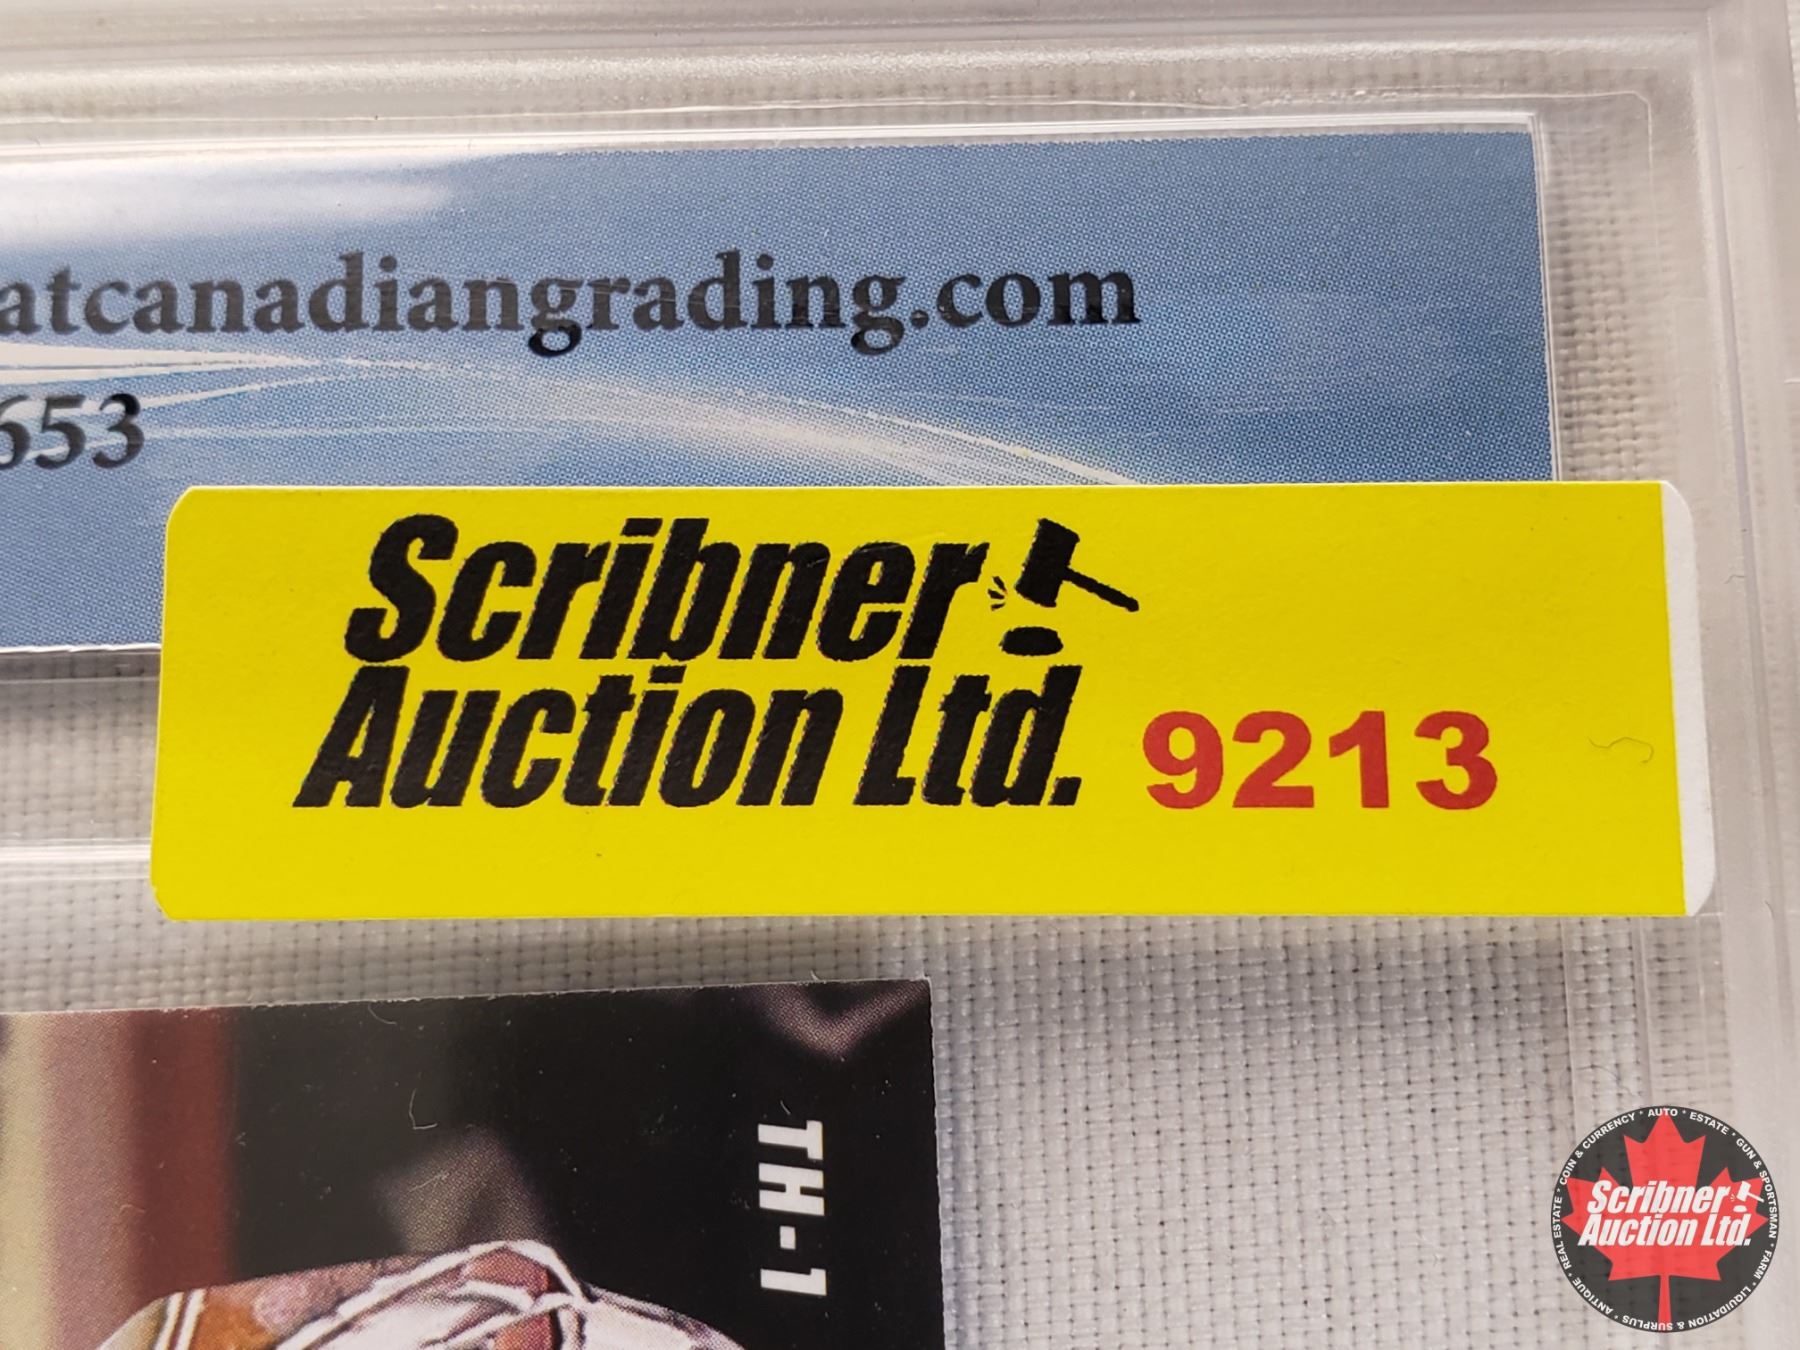 atcanadiangrading.com
653
Scribner
Auction Ltd. 9213
TH-1
Scribner
Auction Ltd.
COIN & CURRENCY * AUTO * ESTATE * GUN & SPORTSMAN * FARM * LIQUIDATION & SURPLUS * ANTIQUE * REAL ESTATE *